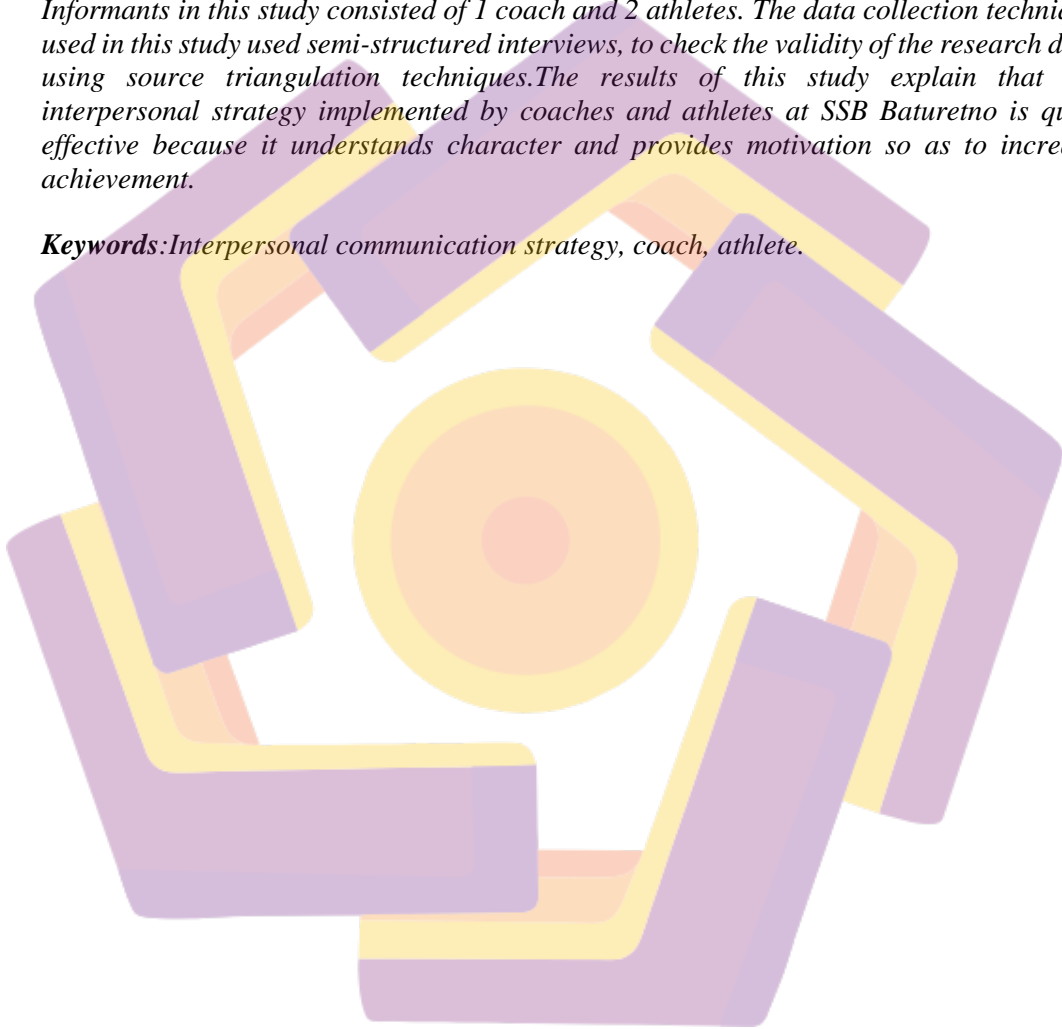 Informants in this study consisted of 1 coach and 2 athletes. The data collection techni
used in this study used semi-structured interviews, to check the validity of the research d
using source triangulation techniques.The results of this study explain that
interpersonal strategy implemented by coaches and athletes at SSB Baturetno is qu
effective because it understands character and provides motivation so as to increa
achievement.
Keywords:Interpersonal communication strategy, coach, athlete.